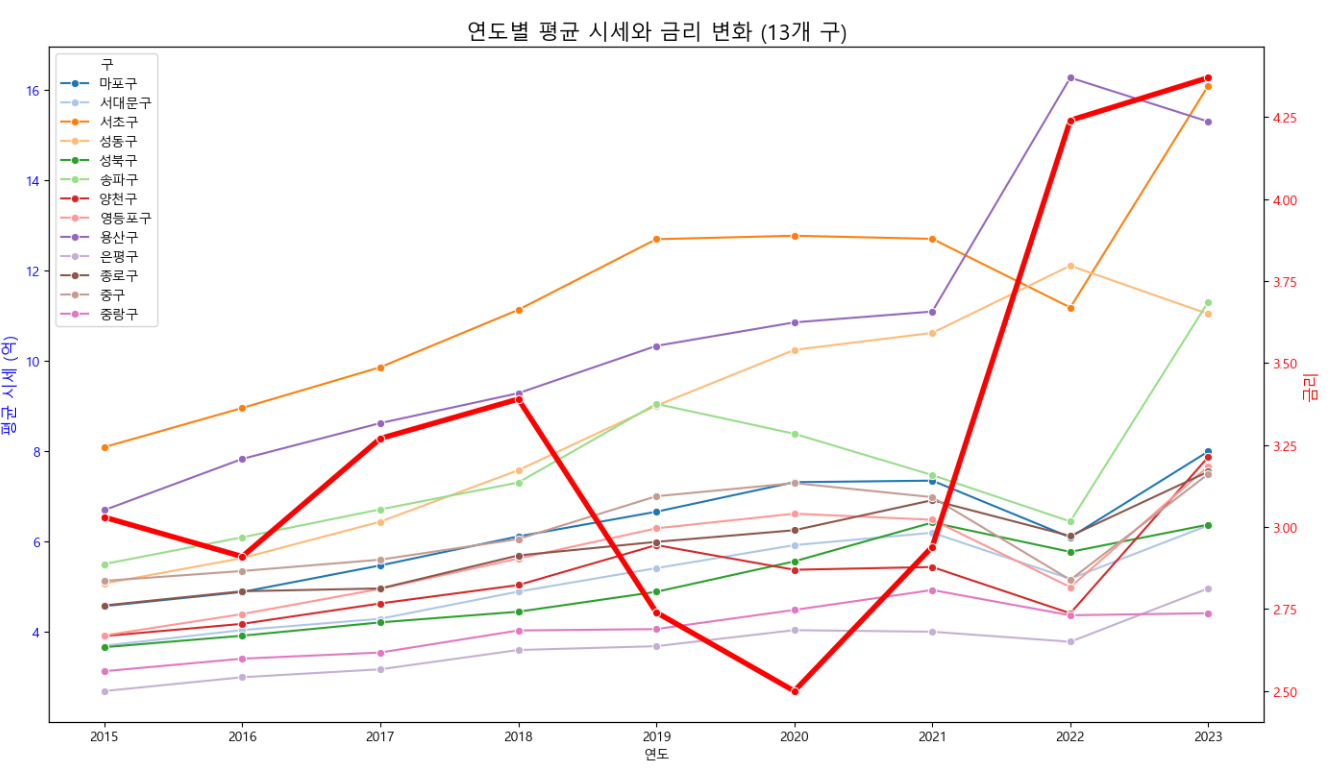 연도별 평균 시세와 금리 변화 (13개 구)
구
마포구
서대문구
서초구
성동구
성북구
송파구
양천구
영등포구
용산구
은평구
종로구
중구
중랑구
평균 시세 (억)
16
14
12
10
8
6
4
금리
4.25
4.00
3.75
3.50
3.25
3.00
2.75
2.50
2015 2016 2017 2018 2019 2020 2021 2022 2023
연도